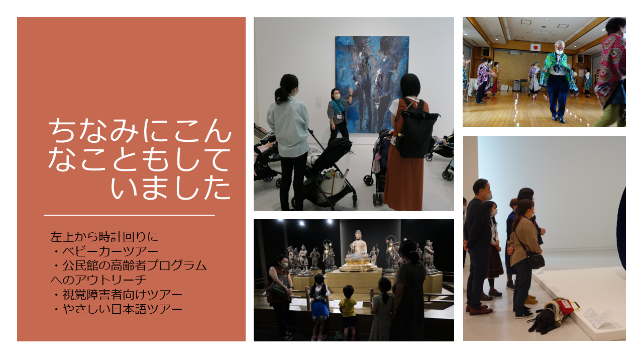 ちなみにこん
なこともして
いました
左上から時計回りに
・ベビーカーツアー
・公民館の高齢者プログラム
へのアウトリーチ
・視覚障害者向けツアー
・やさしい日本語ツアー